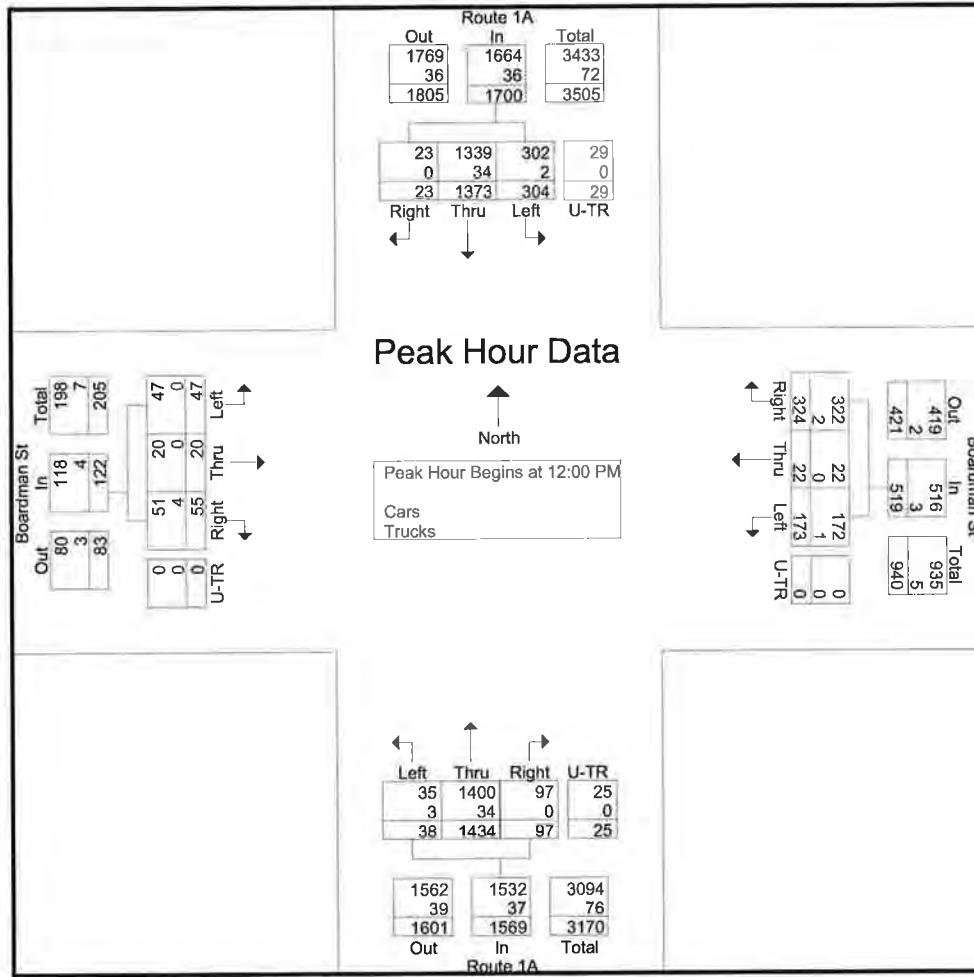 Route 1A
Out In Total
1769 1664 3433
36 36 72
1805 1700 3505
23 1339 302 29
0 34 2 0
23 1373 304 29
Right Thru Left U-TR
Peak Hour Data
North
Peak Hour Begins at 12:00 PM
Cars
Trucks
Boardman St
Total In Out
198 118 80
7 4 3
205 122 83
47 20 51 0
0 0 4 0
47 20 55 0
Left Thru Right U-TR
Boardman St
Out In Total
419 516 935
2 3 5
421 519 940
322 22 172 0
2 0 1 0
324 22 173 0
Right Thru Left U-TR
Left Thru Right U-TR
35 1400 97 25
3 34 0 0
38 1434 97 25
1562 1532 3094
39 37 76
1601 1569 3170
Out In Total
Route 1A